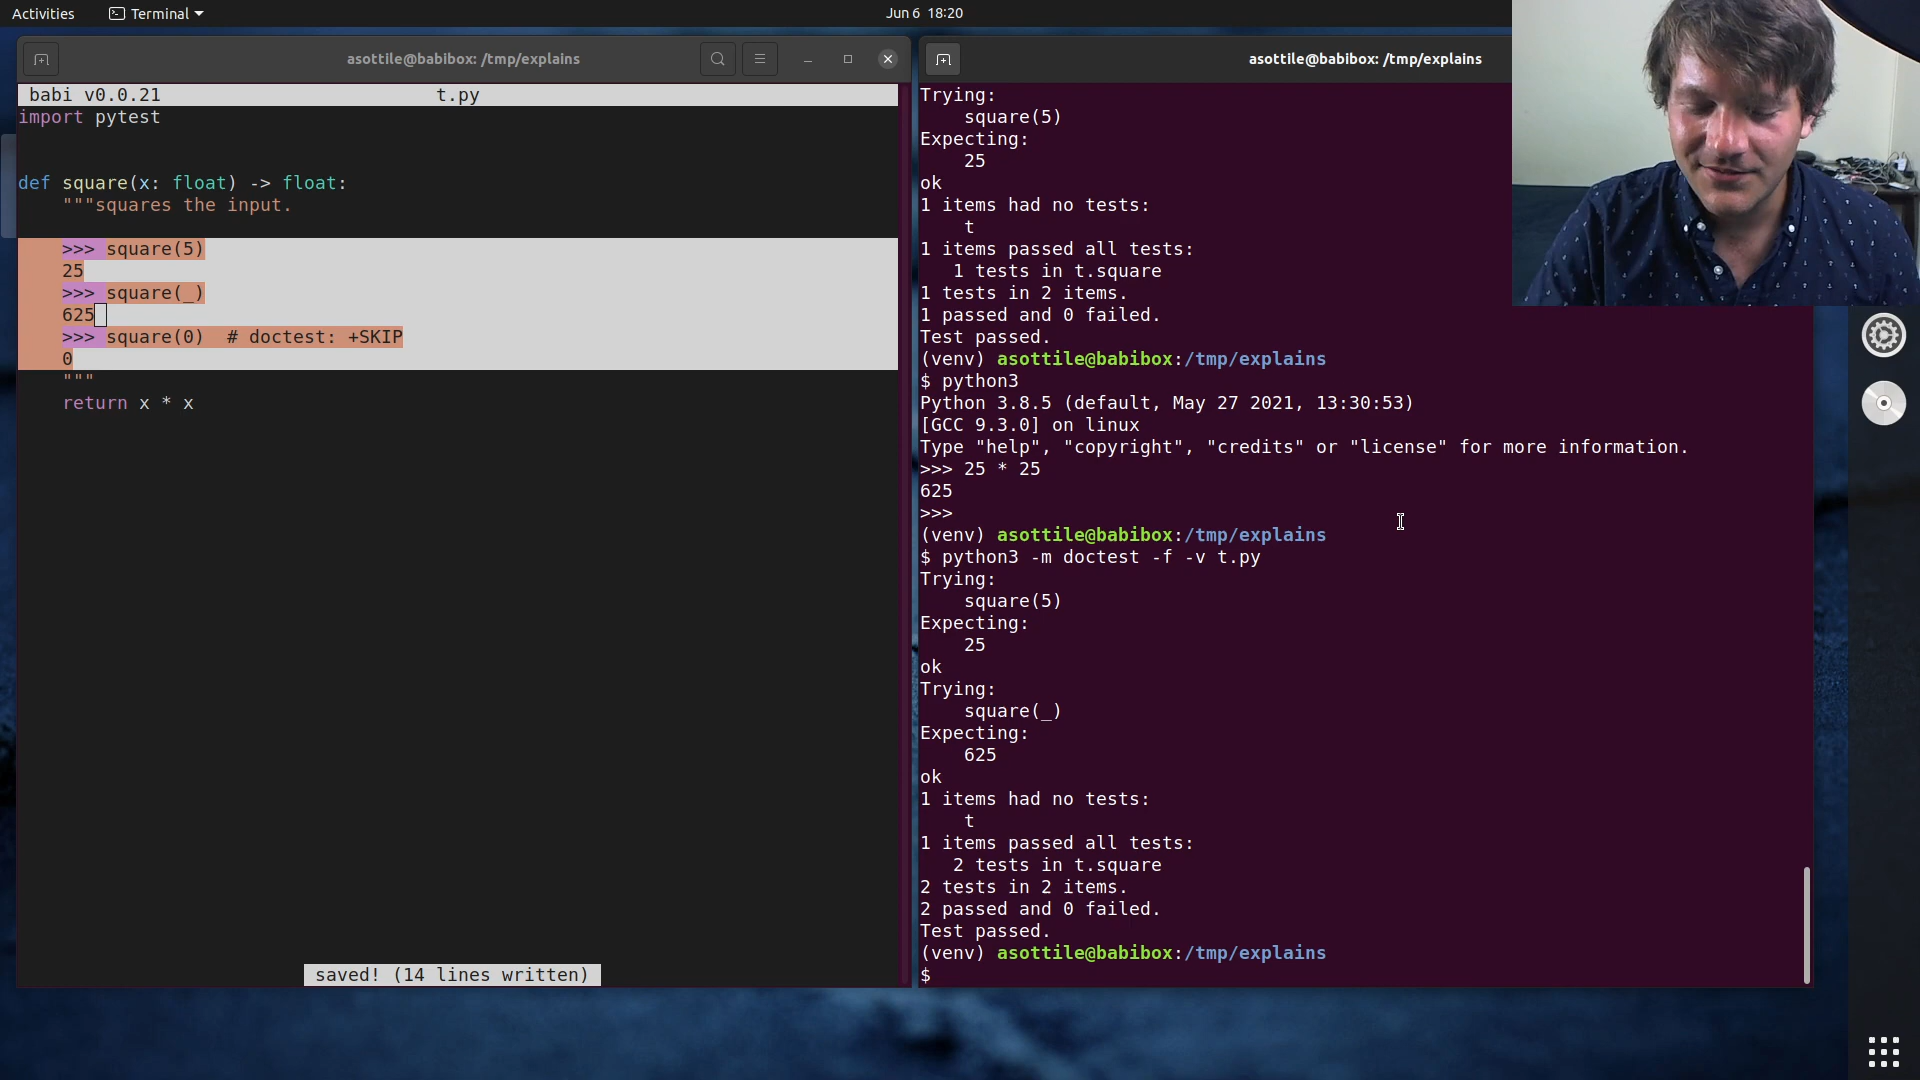 Activities
Terminal
Jun 6 18:20
asottile@babibox: /tmp/explains
babi v0.0.21 t.py
import pytest
def square(x: float) -> float:
    """squares the input.
    >>> square(5)
    25
    >>> square(_)
    625
    >>> square(0)  # doctest: +SKIP
    0
    """
    return x * x
saved! (14 lines written)
asottile@babibox: /tmp/explains
Trying:
    square(5)
Expecting:
    25
ok
1 items had no tests:
    t
1 items passed all tests:
   1 tests in t.square
1 tests in 2 items.
1 passed and 0 failed.
Test passed.
(venv) asottile@babibox:/tmp/explains
$ python3
Python 3.8.5 (default, May 27 2021, 13:30:53)
[GCC 9.3.0] on linux
Type "help", "copyright", "credits" or "license" for more information.
>>> 25 * 25
625
>>>
(venv) asottile@babibox:/tmp/explains
$ python3 -m doctest -f -v t.py
Trying:
    square(5)
Expecting:
    25
ok
Trying:
    square(_)
Expecting:
    625
ok
1 items had no tests:
    t
1 items passed all tests:
   2 tests in t.square
2 tests in 2 items.
2 passed and 0 failed.
Test passed.
(venv) asottile@babibox:/tmp/explains
$